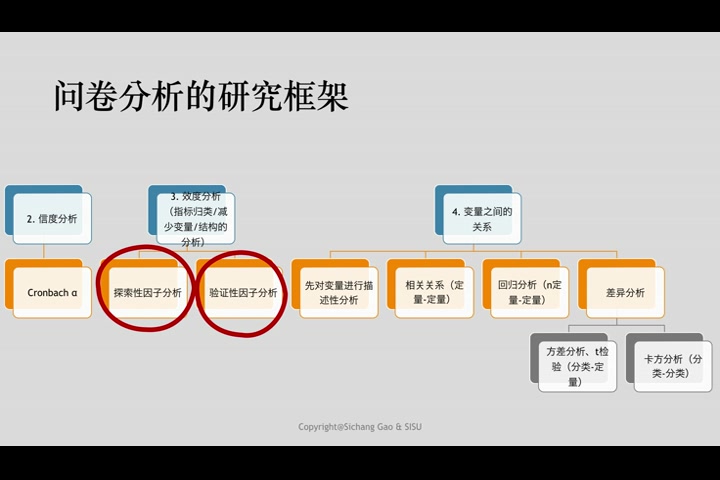 问卷分析的研究框架
2. 信度分析
3. 效度分析
（指标归类/减
少变量/结构的
分析）
4. 变量之间的
关系
Cronbach α
探索性因子分析
验证性因子分析
先对变量进行描
述性分析
相关关系（定
量-定量）
回归分析（n定
量-定量）
差异分析
方差分析、t检
验（分类-定
量）
卡方分析（分
类-分类）
Copyright@Sichang Gao & SISU